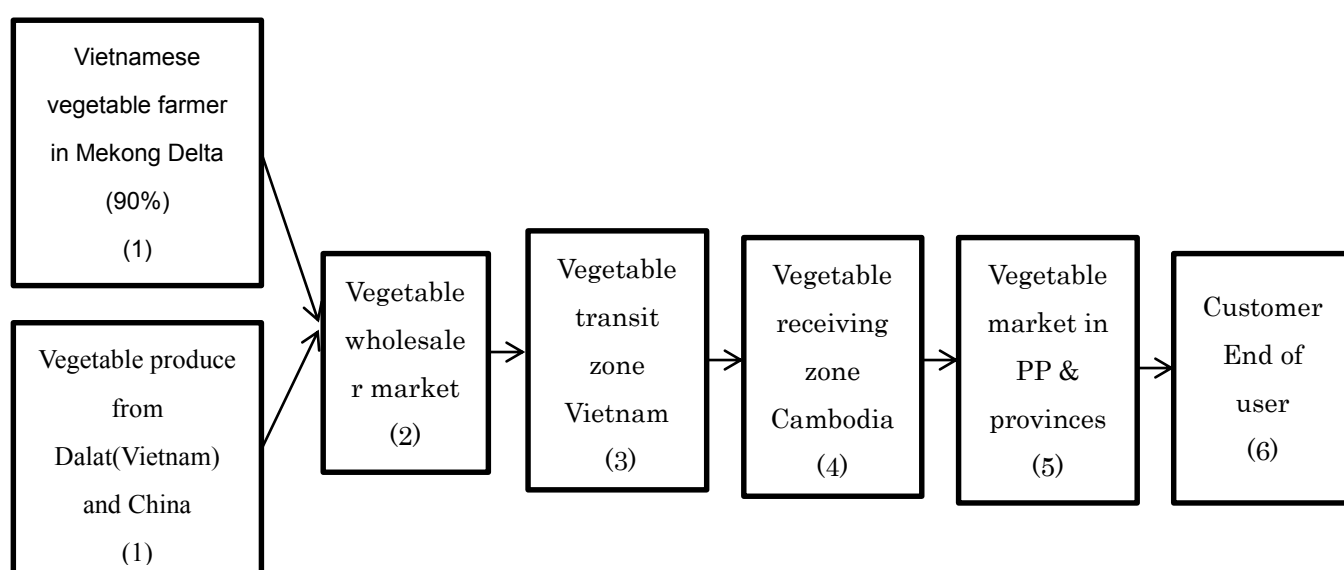 Vietnamese
vegetable farmer
in Mekong Delta
(90%)
(1)
Vegetable produce
from
Dalat(Vietnam)
and China
(1)
Vegetable
wholesale
r market
(2)
Vegetable
transit
zone
Vietnam
(3)
Vegetable
receiving
zone
Cambodia
(4)
Vegetable
market in
PP &
provinces
(5)
Customer
End of
user
(6)